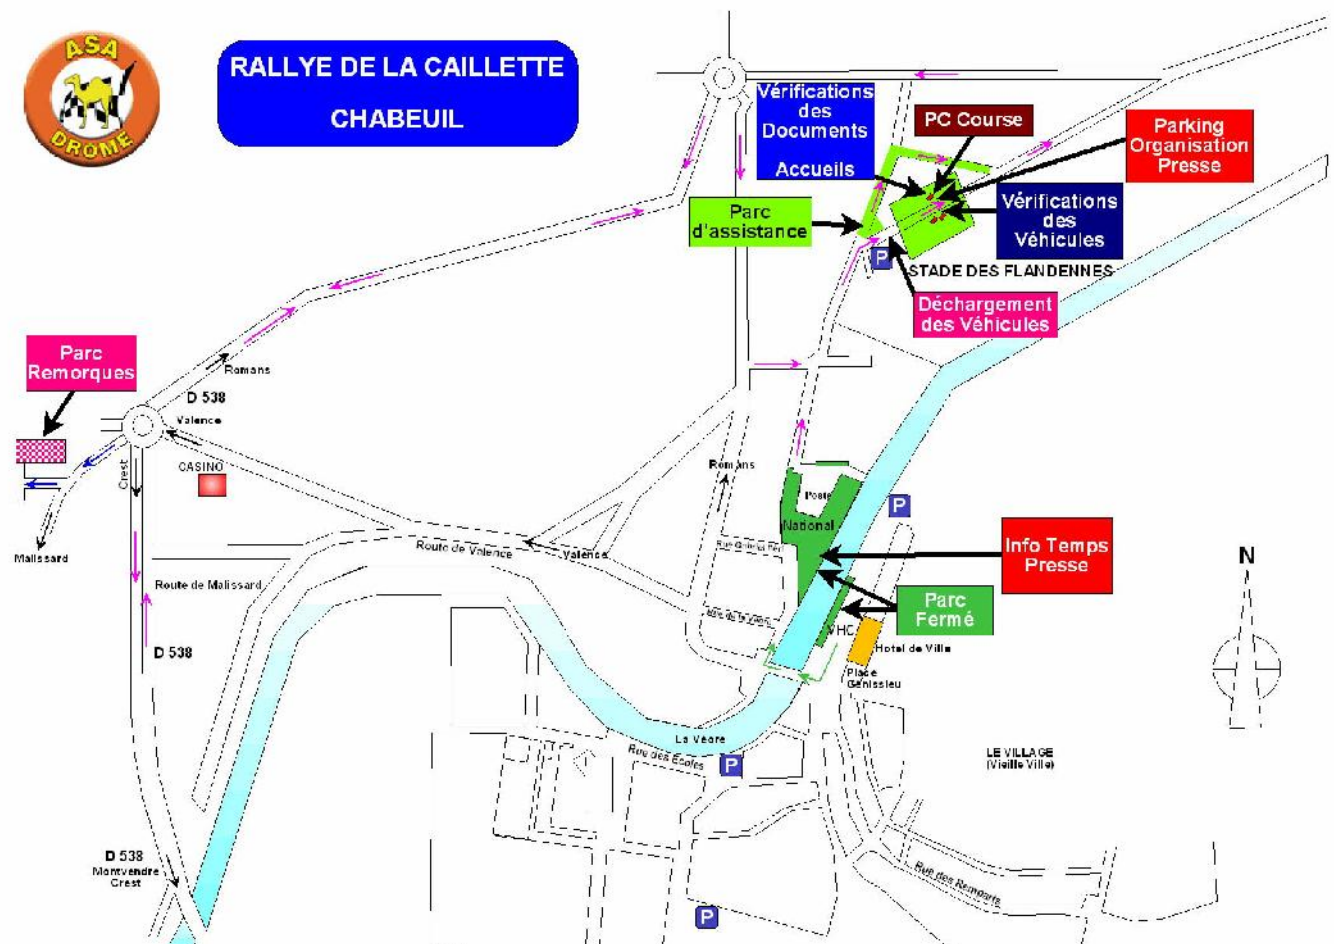 ASA
DROME
RALLYE DE LA CAILLETTE
CHABEUIL
Vérifications
des
Documents
Accueils
PC Course
Parking
Organisation
Presse
Parc
d'assistance
Vérifications
des
Véhicules
P
STADE DES FLANDENNES
Déchargement
des Véhicules
Parc
Remorques
Romans
D 538
Valence
Crest
CASINO
Malissard
Romans
Poste
National
P
Route de Valence
Valence
Info Temps
Presse
N
Route de Malissard
Parc
Fermé
VHC
Hotel de Ville
D 538
Place
Génissieu
La Véore
Rue des Ecoles
P
LE VILLAGE
(Vieille Ville)
D 538
Montvendre
Crest
Rue des Remparts
P